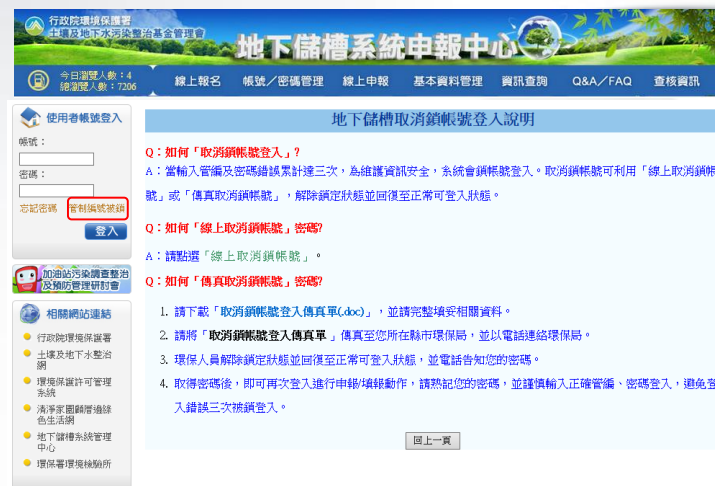 行政院環境保護署
土壤及地下水污染整治基金管理會
地下儲槽系統申報中心
今日瀏覽人數：4
總瀏覽人數：7206
線上報名 帳號／密碼管理 線上申報 基本資料管理 資訊查詢 Q&A／FAQ 查核資訊
使用者帳號登入
帳號：
密碼：
忘記密碼 管制編號被鎖
登入
加油站污染調查整治
及預防管理研討會
相關網站連結
行政院環境保護署
土壤及地下水整治
網
環境保護許可管理
系統
清淨家園顧厝邊綠
色生活網
地下儲槽系統管理
中心
環保署環境檢驗所
地下儲槽取消鎖帳號登入說明
Q：如何「取消鎖帳號登入」?
A：當輸入管編及密碼錯誤累計達三次，為維護資訊安全，系統會鎖帳號登入。取消鎖帳號可利用「線上取消鎖帳
號」或「傳真取消鎖帳號」，解除鎖定狀態並回復至正常可登入狀態。
Q：如何「線上取消鎖帳號」密碼?
A：請點選「線上取消鎖帳號」。
Q：如何「傳真取消鎖帳號」密碼?
1. 請下載「取消鎖帳號登入傳真單(.doc)」，並請完整填妥相關資料。
2. 請將「取消鎖帳號登入傳真單 」傳真至您所在縣市環保局，並以電話連絡環保局。
3. 環保人員解除鎖定狀態並回復至正常可登入狀態，並電話告知您的密碼。
4. 取得密碼後，即可再次登入進行申報/填報動作，請熟記您的密碼，並謹慎輸入正確管編、密碼登入，避免登
入錯誤三次被鎖登入。
回上一頁